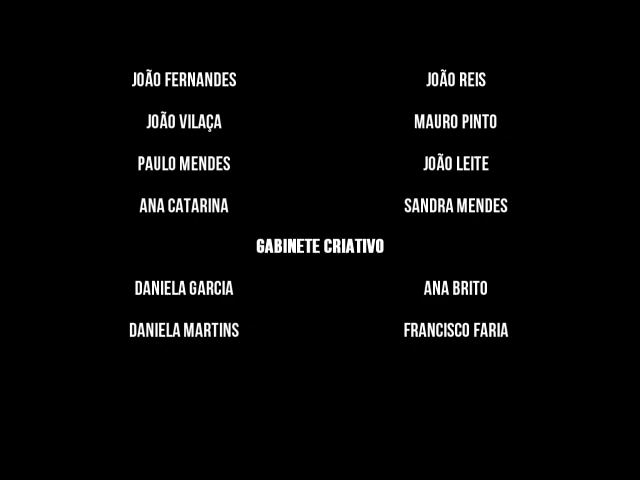 JOÃO FERNANDES JOÃO REIS
JOÃO VILAÇA MAURO PINTO
PAULO MENDES JOÃO LEITE
ANA CATARINA SANDRA MENDES
GABINETE CRIATIVO
DANIELA GARCIA ANA BRITO
DANIELA MARTINS FRANCISCO FARIA